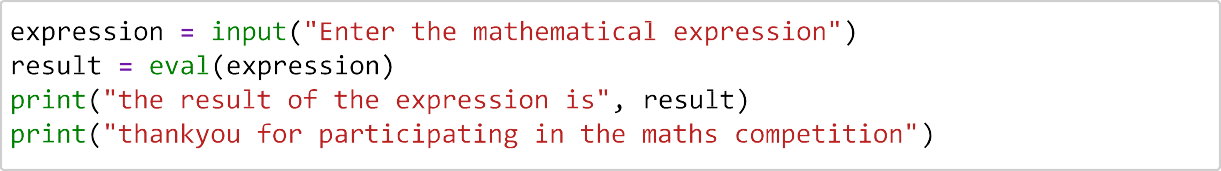 expression = input("Enter the mathematical expression")
result = eval(expression)
print("the result of the expression is", result)
print("thankyou for participating in the maths competition")